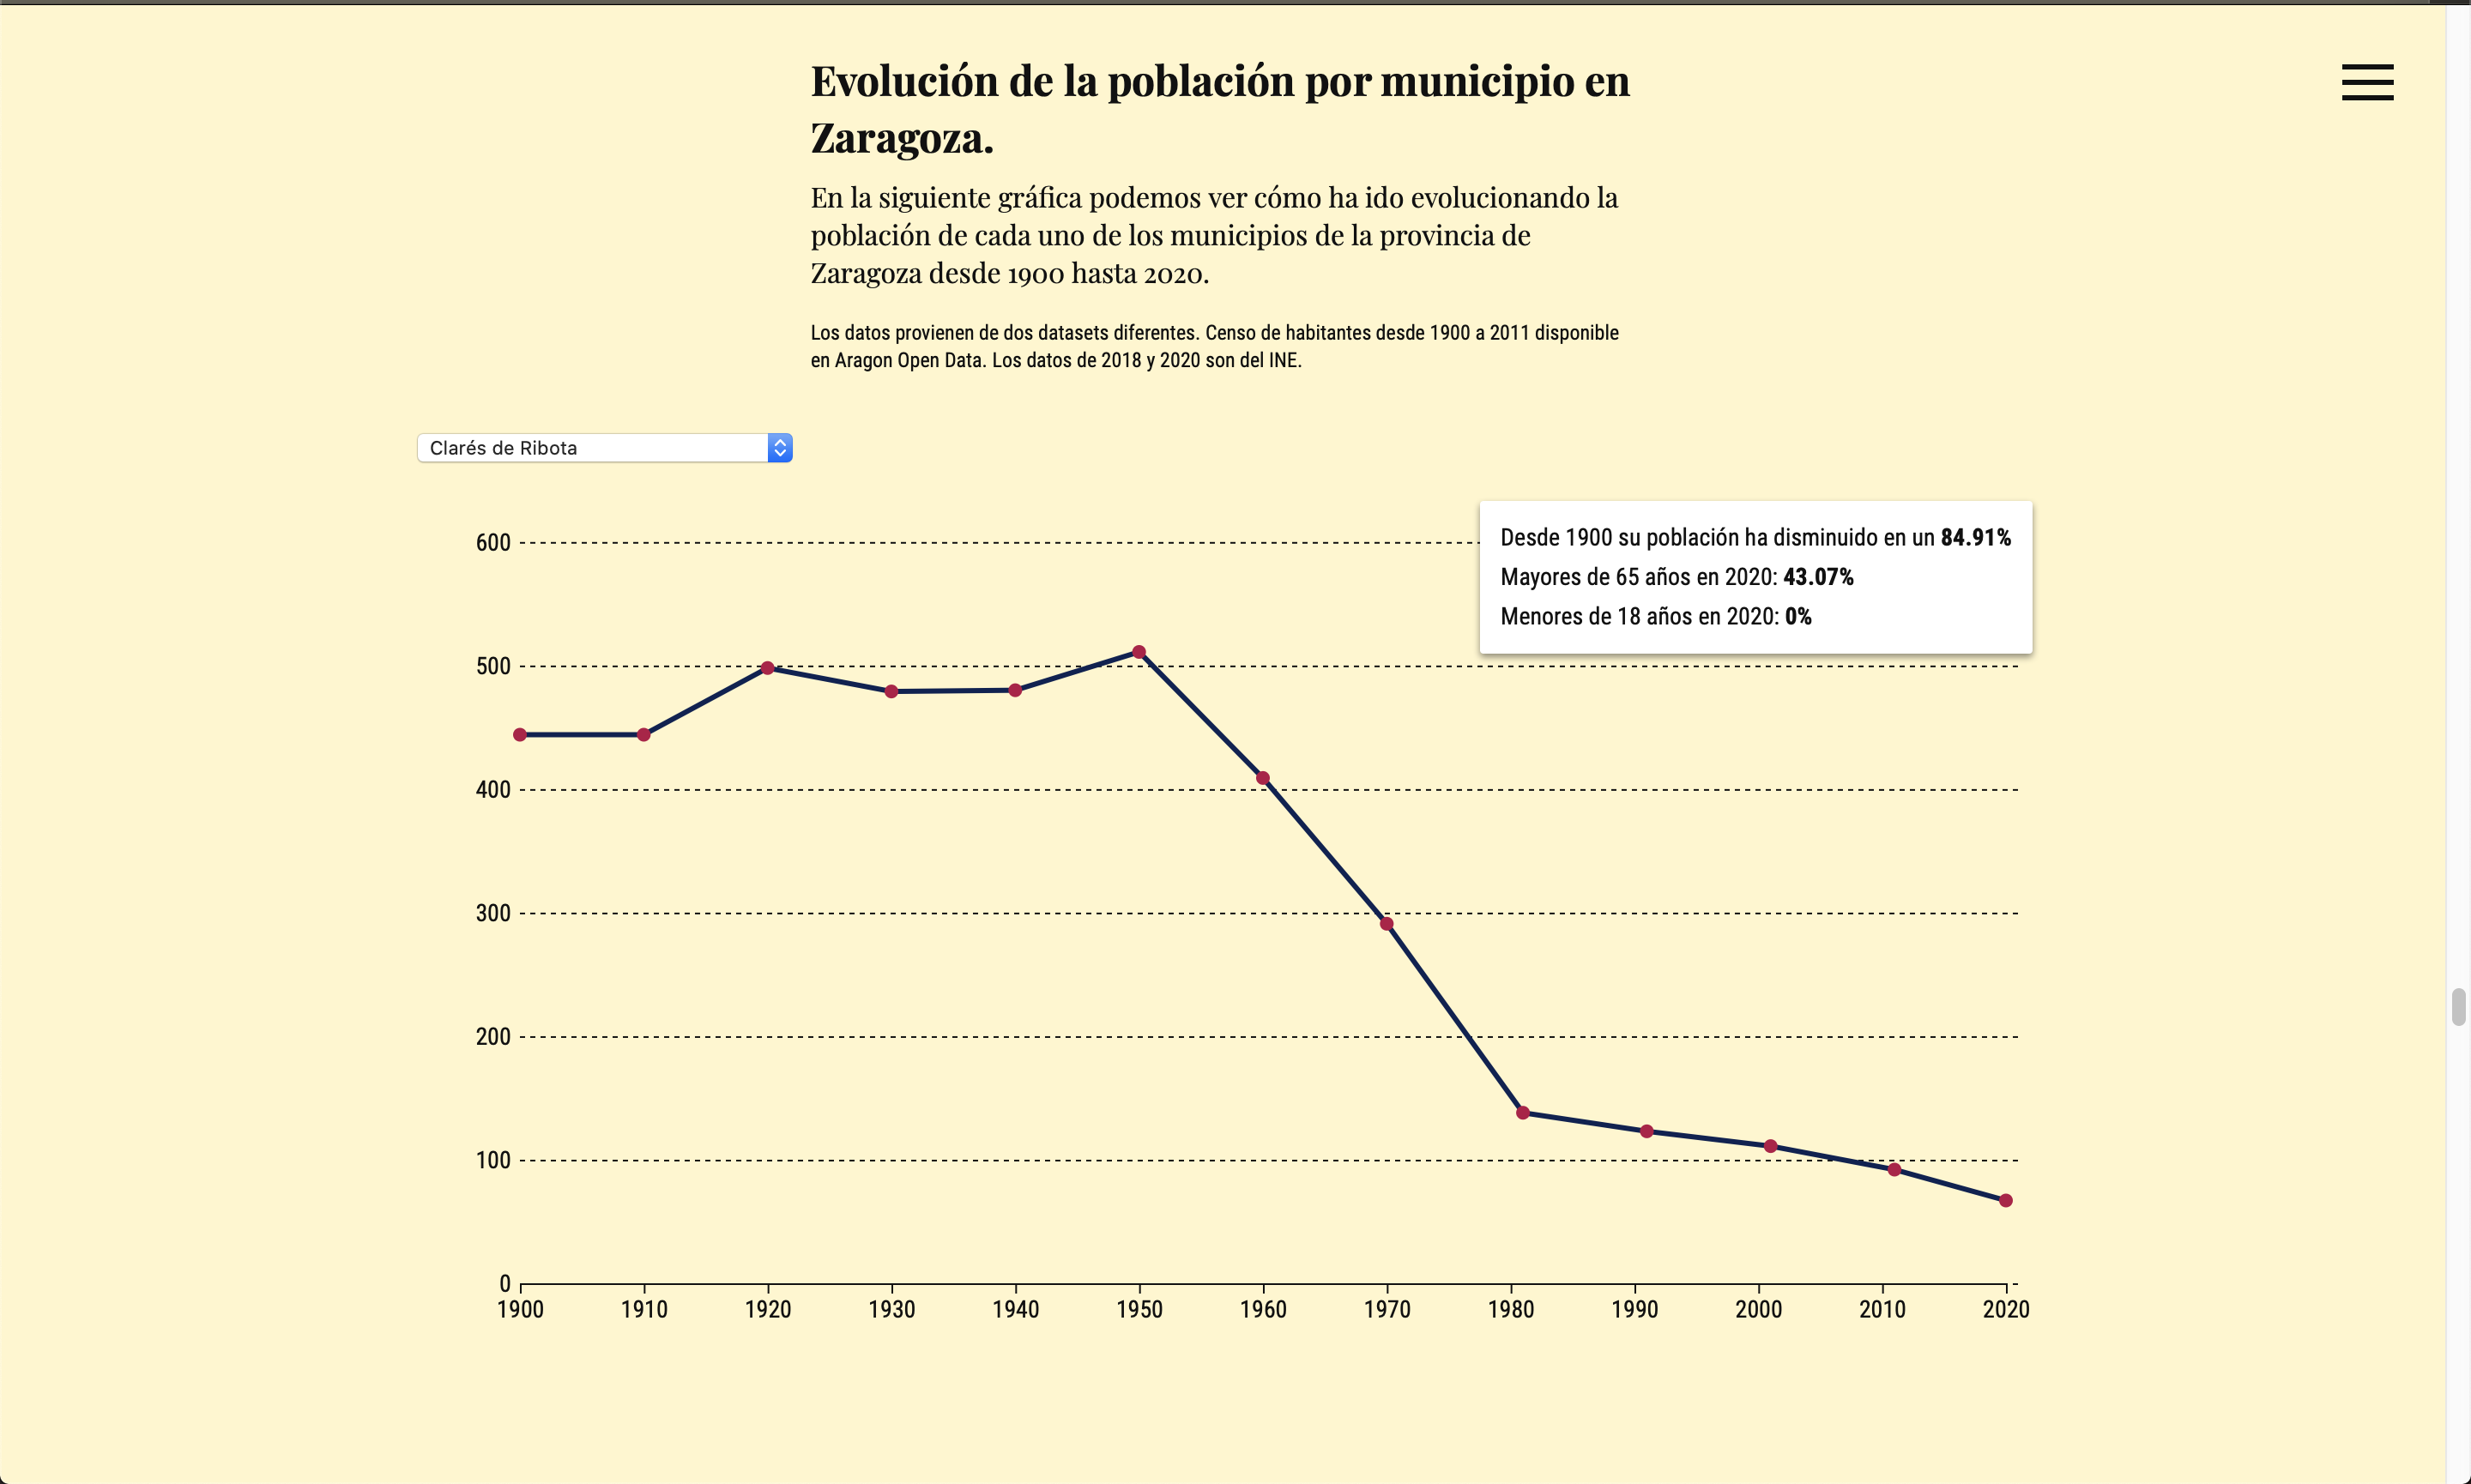 Evolución de la población por municipio en
Zaragoza.
En la siguiente gráfica podemos ver cómo ha ido evolucionando la
población de cada uno de los municipios de la provincia de
Zaragoza desde 1900 hasta 2020.
Los datos provienen de dos datasets diferentes. Censo de habitantes desde 1900 a 2011 disponible
en Aragon Open Data. Los datos de 2018 y 2020 son del INE.
Clarés de Ribota
Desde 1900 su población ha disminuido en un 84.91%
Mayores de 65 años en 2020: 43.07%
Menores de 18 años en 2020: 0%
600
500
400
300
200
100
0
1900 1910 1920 1930 1940 1950 1960 1970 1980 1990 2000 2010 2020